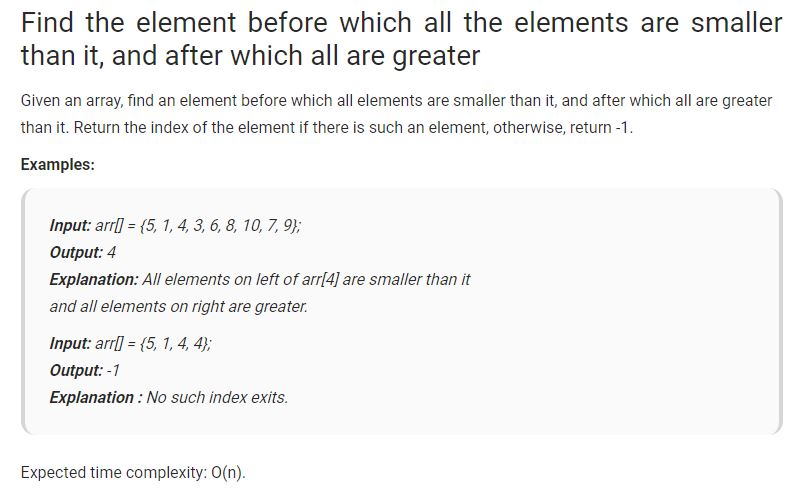 Find the element before which all the elements are smaller
than it, and after which all are greater
Given an array, find an element before which all elements are smaller than it, and after which all are greater
than it. Return the index of the element if there is such an element, otherwise, return -1.
Examples:
Input: arr[] = {5, 1, 4, 3, 6, 8, 10, 7, 9};
Output: 4
Explanation: All elements on left of arr[4] are smaller than it
and all elements on right are greater.
Input: arr[] = {5, 1, 4, 4};
Output: -1
Explanation : No such index exits.
Expected time complexity: O(n).